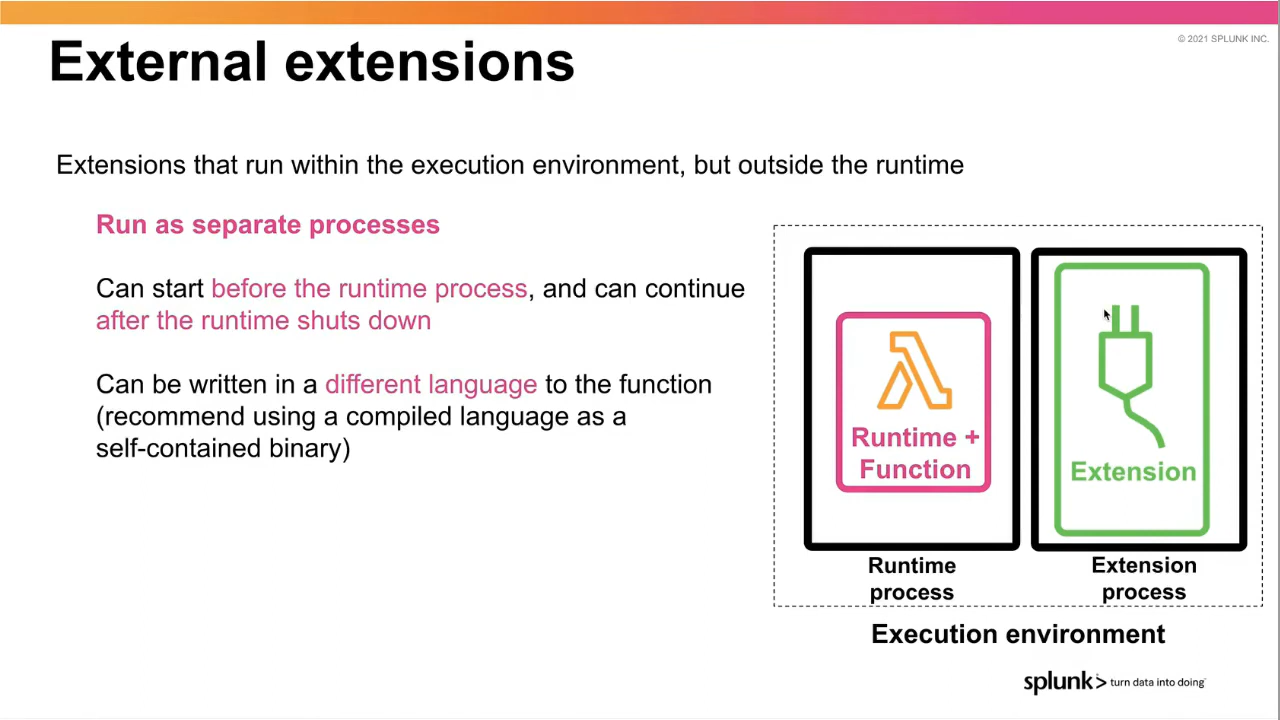 © 2021 SPLUNK INC.
External extensions
Extensions that run within the execution environment, but outside the runtime
Run as separate processes
Can start before the runtime process, and can continue
after the runtime shuts down
Can be written in a different language to the function
(recommend using a compiled language as a
self-contained binary)
Runtime +
Function
Extension
Runtime
process
Extension
process
Execution environment
splunk> turn data into doing